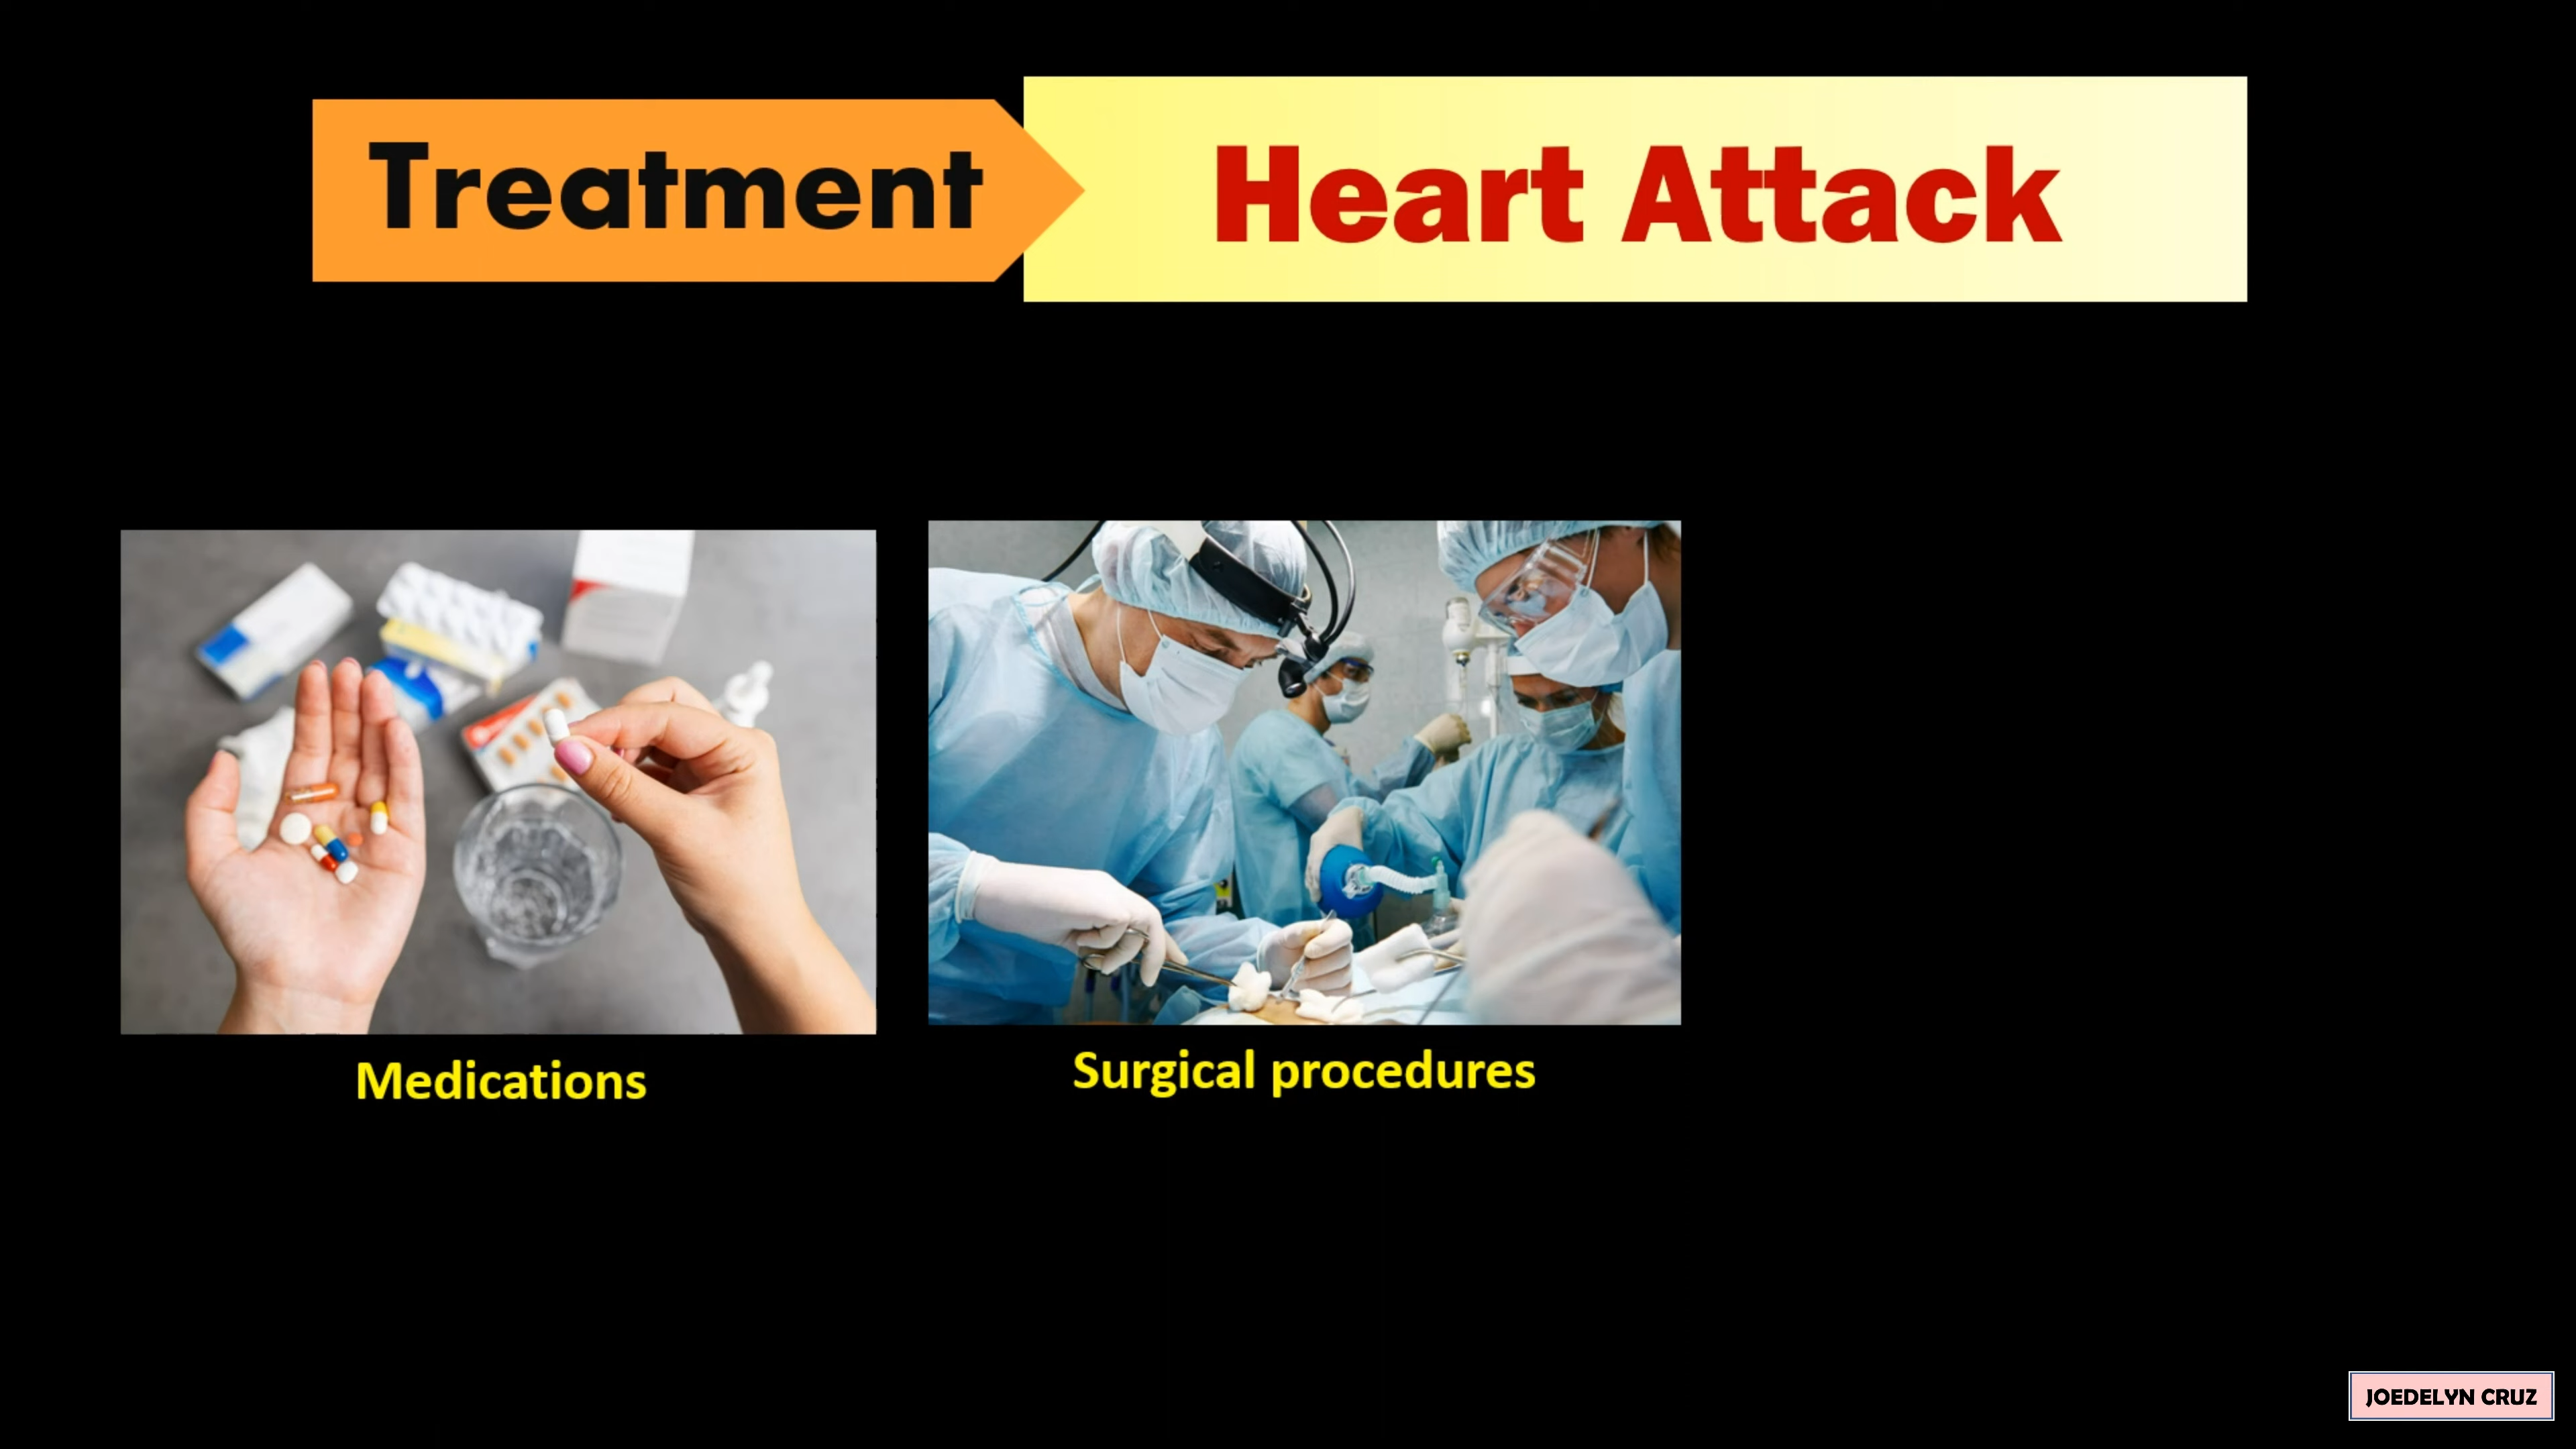 Treatment
Heart Attack
Medications
Surgical procedures
JOEDELYN CRUZ